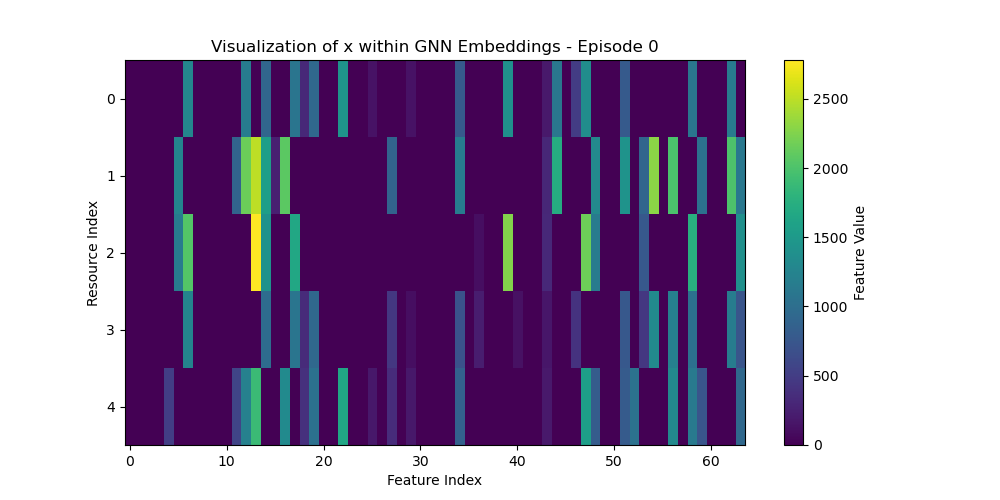 Visualization of x within GNN Embeddings - Episode 0
Resource Index
0
1
2
3
4
0 10 20 30 40 50 60
Feature Index
2500
2000
1500
1000
500
0
Feature Value